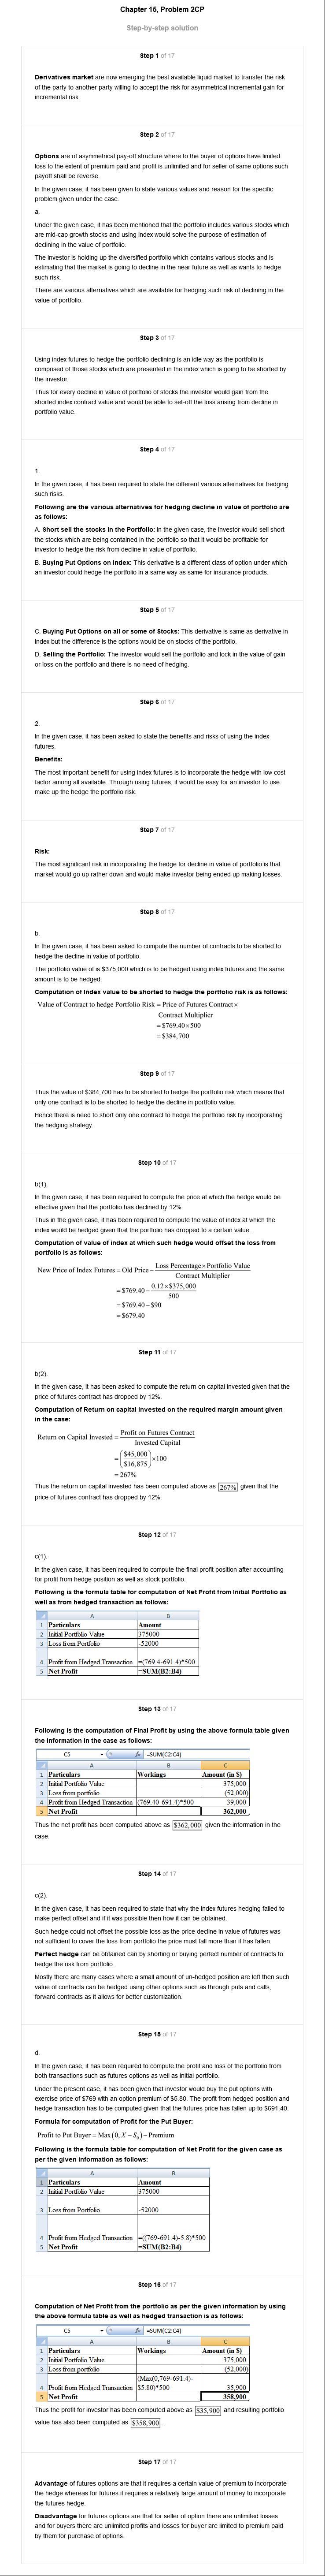 Chapter 15, Problem 2CP
Step-by-step solution
Step 1 of 17
Derivatives market are now emerging the best available liquid market to transfer the risk
of the party to another party willing to accept the risk for asymmetrical incremental gain for
incremental risk.
Step 2 of 17
Options are of asymmetrical pay-off structure where to the buyer of options have limited
loss to the extent of premium paid and profit is unlimited and for seller of same options such
payoff shall be reverse.
In the given case, it has been given to state various values and reason for the specific
problem given under the case.
a.
Under the given case, it has been mentioned that the portfolio includes various stocks which
are mid-cap growth stocks and using index would solve the purpose of estimation of
declining in the value of portfolio.
The investor is holding up the diversified portfolio which contains various stocks and is
estimating that the market is going to decline in the near future as well as wants to hedge
such risk.
There are various alternatives which are available for hedging such risk of declining in the
value of portfolio.
Step 3 of 17
Using index futures to hedge the portfolio declining is an idle way as the portfolio is
comprised of those stocks which are presented in the index which is going to be shorted by
the investor.
Thus for every decline in value of portfolio of stocks the investor would gain from the
shorted index contract value and would be able to set-off the loss arising from decline in
portfolio value.
Step 4 of 17
1.
In the given case, it has been required to state the different various alternatives for hedging
such risks.
Following are the various alternatives for hedging decline in value of portfolio are
as follows:
A. Short sell the stocks in the Portfolio: In the given case, the investor would sell short
the stocks which are being contained in the portfolio so that it would be profitable for
investor to hedge the risk from decline in value of portfolio.
B. Buying Put Options on Index: This derivative is a different class of option under which
an investor could hedge the portfolio in a same way as same for insurance products.
Step 5 of 17
C. Buying Put Options on all or some of Stocks: This derivative is same as derivative in
index but the difference is the options would be on stocks of the portfolio.
D. Selling the Portfolio: The investor would sell the portfolio and lock in the value of gain
or loss on the portfolio and there is no need of hedging.
Step 6 of 17
2.
In the given case, it has been asked to state the benefits and risks of using the index
futures.
Benefits:
The most important benefit for using index futures is to incorporate the hedge with low cost
factor among all available. Through using futures, it would be easy for an investor to use
make up the hedge the portfolio risk.
Step 7 of 17
Risk:
The most significant risk in incorporating the hedge for decline in value of portfolio is that
market would go up rather down and would make investor being ended up making losses.
Step 8 of 17
b.
In the given case, it has been asked to compute the number of contracts to be shorted to
hedge the decline in value of portfolio.
The portfolio value of is $375,000 which is to be hedged using index futures and the same
amount is to be hedged.
Computation of Index value to be shorted to hedge the portfolio risk is as follows:
Value of Contract to hedge Portfolio Risk = Price of Futures Contract×
Contract Multiplier
= $769.40×500
= $384,700
Step 9 of 17
Thus the value of $384,700 has to be shorted to hedge the portfolio risk which means that
only one contract is to be shorted to hedge the decline in portfolio value.
Hence there is need to short only one contract to hedge the portfolio risk by incorporating
the hedging strategy.
Step 10 of 17
b(1).
In the given case, it has been required to compute the price at which the hedge would be
effective given that the portfolio has declined by 12%.
Thus in the given case, it has been required to compute the value of index at which the
index would be hedged given that the portfolio has dropped to a certain value.
Computation of value of index at which such hedge would offset the loss from
portfolio is as follows:
New Price of Index Futures = Old Price − Loss Percentage×Portfolio Value
Contract Multiplier
= $769.40 − 0.12×$375,000
500
= $769.40 − $90
= $679.40
Step 11 of 17
b(2).
In the given case, it has been asked to compute the return on capital invested given that the
price of futures contract has dropped by 12%.
Computation of Return on capital invested on the required margin amount given
in the case:
Return on Capital Invested = Profit on Futures Contract
Invested Capital
= ($45,000
$16,875) ×100
= 267%
Thus the return on capital invested has been computed above as 267% given that the
price of futures contract has dropped by 12%.
Step 12 of 17
c(1).
In the given case, it has been required to compute the final profit position after accounting
for profit from hedge position as well as stock portfolio.
Following is the formula table for computation of Net Profit from Initial Portfolio as
well as from hedged transaction as follows:
A B
1 Particulars Amount
2 Initial Portfolio Value 375000
3 Loss from Portfolio -52000
4 Profit from Hedged Transaction =(769.4-691.4)*500
5 Net Profit =SUM(B2:B4)
Step 13 of 17
Following is the computation of Final Profit by using the above formula table given
the information in the case as follows:
C5 fx =SUM(C2:C4)
A B C
1 Particulars Workings Amount (in $)
2 Initial Portfolio Value 375,000
3 Loss from portfolio (52,000)
4 Profit from Hedged Transaction (769.40-691.4)*500 39,000
5 Net Profit 362,000
Thus the net profit has been computed above as $362,000 given the information in the
case.
Step 14 of 17
c(2).
In the given case, it has been required to state that why the index futures hedging failed to
make perfect offset and if it was possible then how it can be obtained.
Such hedge could not offset the possible loss as the price decline in value of futures was
not sufficient to cover the loss from portfolio the price must fall more than it has fallen.
Perfect hedge can be obtained can by shorting or buying perfect number of contracts to
hedge the risk from portfolio.
Mostly there are many cases where a small amount of un-hedged position are left then such
value of contracts can be hedged using other options such as through puts and calls,
forward contracts as it allows for better customization.
Step 15 of 17
d.
In the given case, it has been required to compute the profit and loss of the portfolio from
both transactions such as futures options as well as initial portfolio.
Under the present case, it has been given that investor would buy the put options with
exercise price of $769 with an option premium of $5.80. The profit from hedged position and
hedge transaction has to be computed given that the futures price has fallen up to $691.40.
Formula for computation of Profit for the Put Buyer:
Profit to Put Buyer = Max(0, X − Sn) − Premium
Following is the formula table for computation of Net Profit for the given case as
per the given information as follows:
A B
1 Particulars Amount
2 Initial Portfolio Value 375000
3 Loss from Portfolio -52000
4 Profit from Hedged Transaction =((769-691.4)-5.8)*500
5 Net Profit =SUM(B2:B4)
Step 16 of 17
Computation of Net Profit from the portfolio as per the given information by using
the above formula table as well as hedged transaction is as follows:
C5 fx =SUM(C2:C4)
A B C
1 Particulars Workings Amount (in $)
2 Initial Portfolio Value 375,000
3 Loss from portfolio (52,000)
(Max(0,769-691.4)-
4 Profit from Hedged Transaction $5.80)*500 35,900
5 Net Profit 358,900
Thus the profit for investor has been computed above as $35,900 and resulting portfolio
value has also been computed as $358,900.
Step 17 of 17
Advantage of futures options are that it requires a certain value of premium to incorporate
the hedge whereas for futures it requires a relatively large amount of money to incorporate
the futures hedge.
Disadvantage for futures options are that for seller of option there are unlimited losses
and for buyers there are unlimited profits and losses for buyer are limited to premium paid
by them for purchase of options.